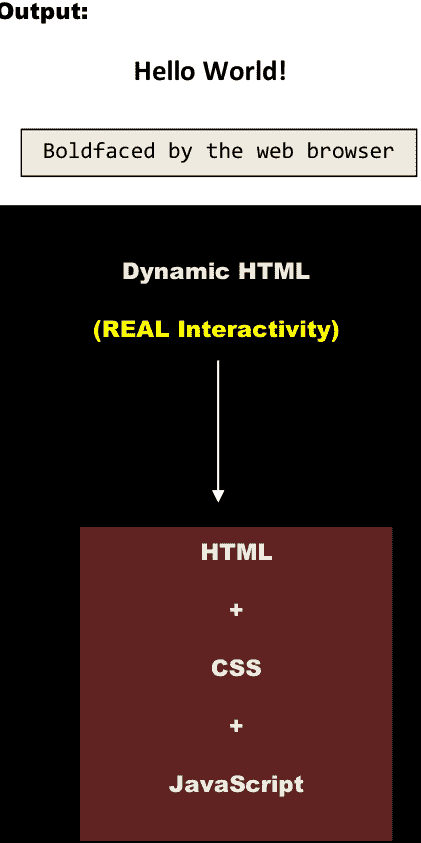 Output:
Hello World!
Boldfaced by the web browser
Dynamic HTML
(REAL Interactivity)
HTML
+
CSS
+
JavaScript